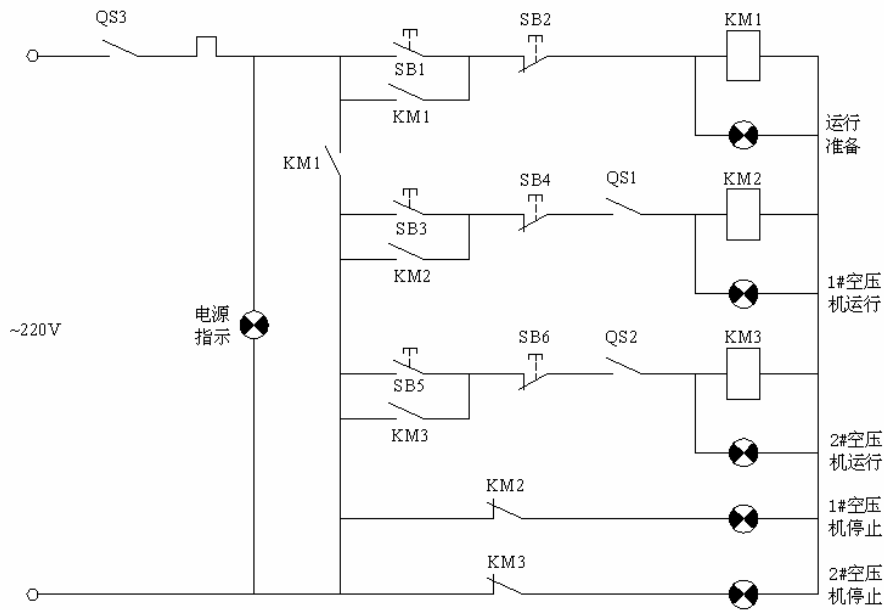 QS3
SB2
KM1
SB1
KM1
运行
准备
KM1
SB4
QS1
KM2
SB3
KM2
1#空压
机运行
电源
指示
~220V
SB6
QS2
KM3
SB5
KM3
2#空压
机运行
KM2
1#空压
机停止
KM3
2#空压
机停止